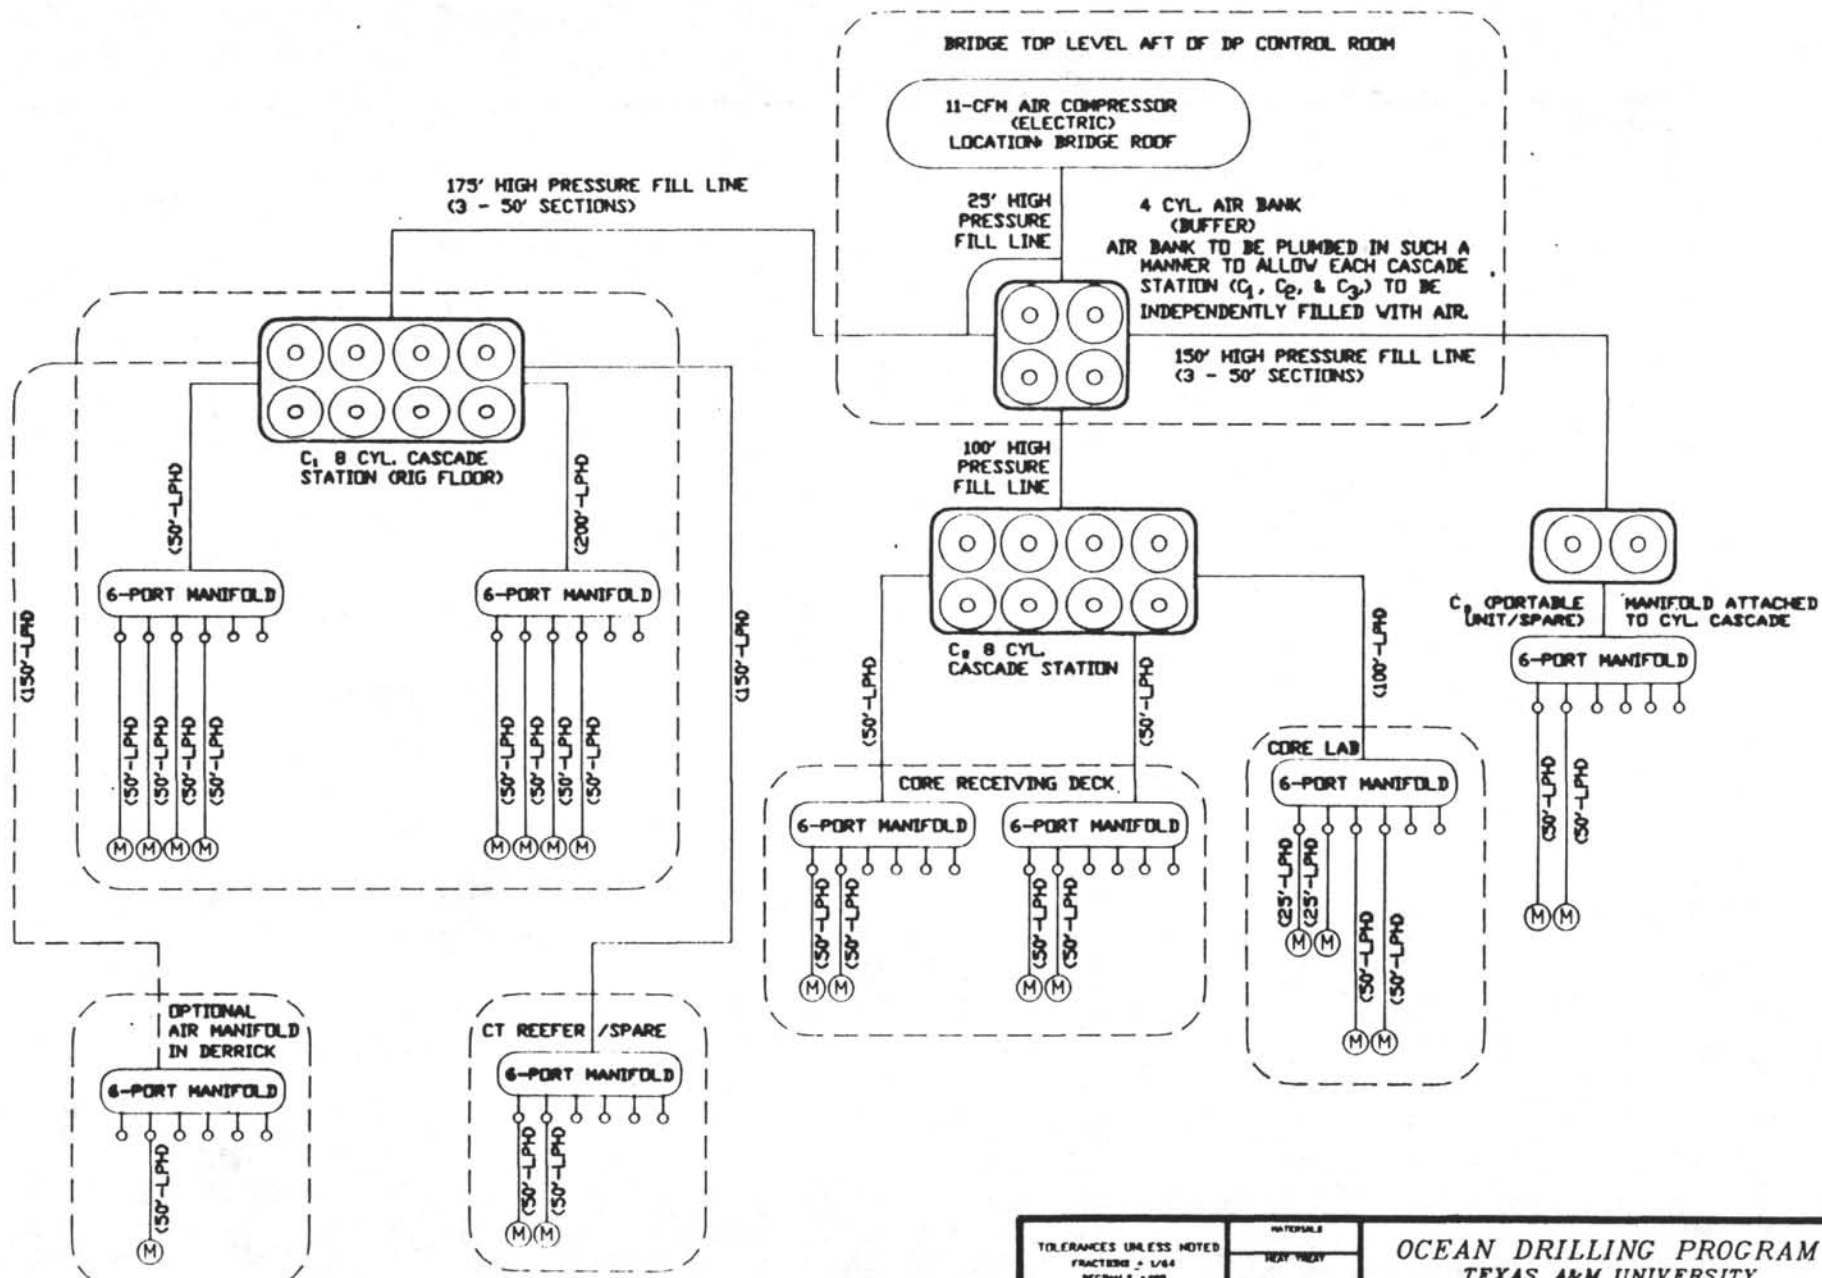 BRIDGE TOP LEVEL AFT OF DP CONTROL ROOM
11-CFM AIR COMPRESSOR
(ELECTRIC)
LOCATION: BRIDGE ROOF
175' HIGH PRESSURE FILL LINE
(3 - 50' SECTIONS)
25' HIGH
PRESSURE
FILL LINE
4 CYL. AIR BANK
(BUFFER)
AIR BANK TO BE PLUMBED IN SUCH A
MANNER TO ALLOW EACH CASCADE
STATION (C1, C2, & C3,) TO BE
INDEPENDENTLY FILLED WITH AIR.
150' HIGH PRESSURE FILL LINE
(3 - 50' SECTIONS)
C1 8 CYL. CASCADE
STATION (RIG FLOOR)
100' HIGH
PRESSURE
FILL LINE
(50'-LPH)
(200'-LPH)
(150'-LPH)
(150'-LPH)
6-PORT MANIFOLD
6-PORT MANIFOLD
(50'-LPH)
(50'-LPH)
(50'-LPH)
(50'-LPH)
(50'-LPH)
(50'-LPH)
(50'-LPH)
(50'-LPH)
M M M M
M M M M
C2 8 CYL.
CASCADE STATION
(50'-LPH)
(50'-LPH)
(100'-LPH)
(PORTABLE
UNIT/SPARE)
MANIFOLD ATTACHED
TO CYL. CASCADE
6-PORT MANIFOLD
(50'-LPH)
(50'-LPH)
M M
CORE RECEIVING DECK
6-PORT MANIFOLD
6-PORT MANIFOLD
(50'-LPH)
(50'-LPH)
(50'-LPH)
(50'-LPH)
M M
M M
CORE LAB
6-PORT MANIFOLD
(25'-LPH)
(25'-LPH)
(50'-LPH)
(50'-LPH)
M M
M M
OPTIONAL
AIR MANIFOLD
IN DERRICK
6-PORT MANIFOLD
(50'-LPH)
M
CT REEFER /SPARE
6-PORT MANIFOLD
(50'-LPH)
(50'-LPH)
M M
TOLERANCES UNLESS NOTED
FRACTIONS ± 1/64
MATERIALS
HEAT TREAT
OCEAN DRILLING PROGRAM
TEXAS A&M UNIVERSITY